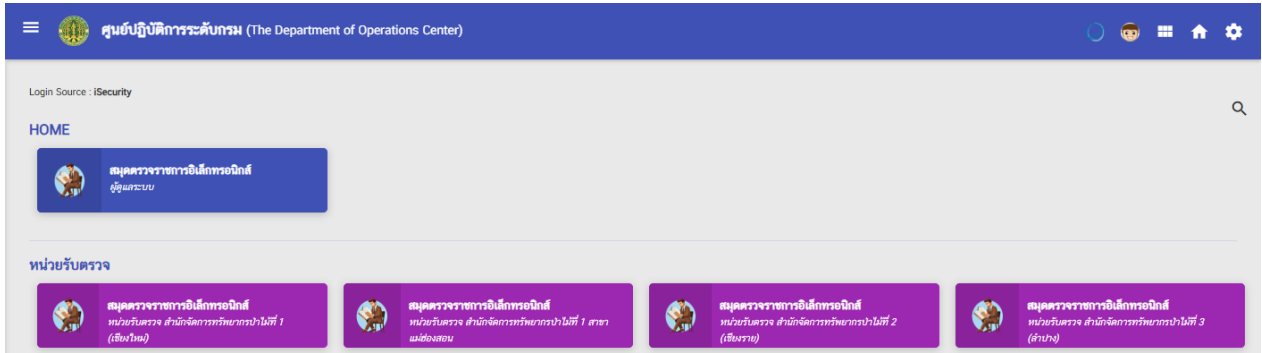 ศูนย์ปฏิบัติการระดับกรม (The Department of Operations Center)
Login Source : iSecurity
HOME
สมุดตรวจราชการอิเล็กทรอนิกส์
ผู้ดูแลระบบ
หน่วยรับตรวจ
สมุดตรวจราชการอิเล็กทรอนิกส์
หน่วยรับตรวจ สำนักจัดการทรัพยากรป่าไม้ที่ 1
(เชียงใหม่)
สมุดตรวจราชการอิเล็กทรอนิกส์
หน่วยรับตรวจ สำนักจัดการทรัพยากรป่าไม้ที่ 1 สาขา
แม่ฮ่องสอน
สมุดตรวจราชการอิเล็กทรอนิกส์
หน่วยรับตรวจ สำนักจัดการทรัพยากรป่าไม้ที่ 2
(เชียงราย)
สมุดตรวจราชการอิเล็กทรอนิกส์
หน่วยรับตรวจ สำนักจัดการทรัพยากรป่าไม้ที่ 3
(ลำปาง)